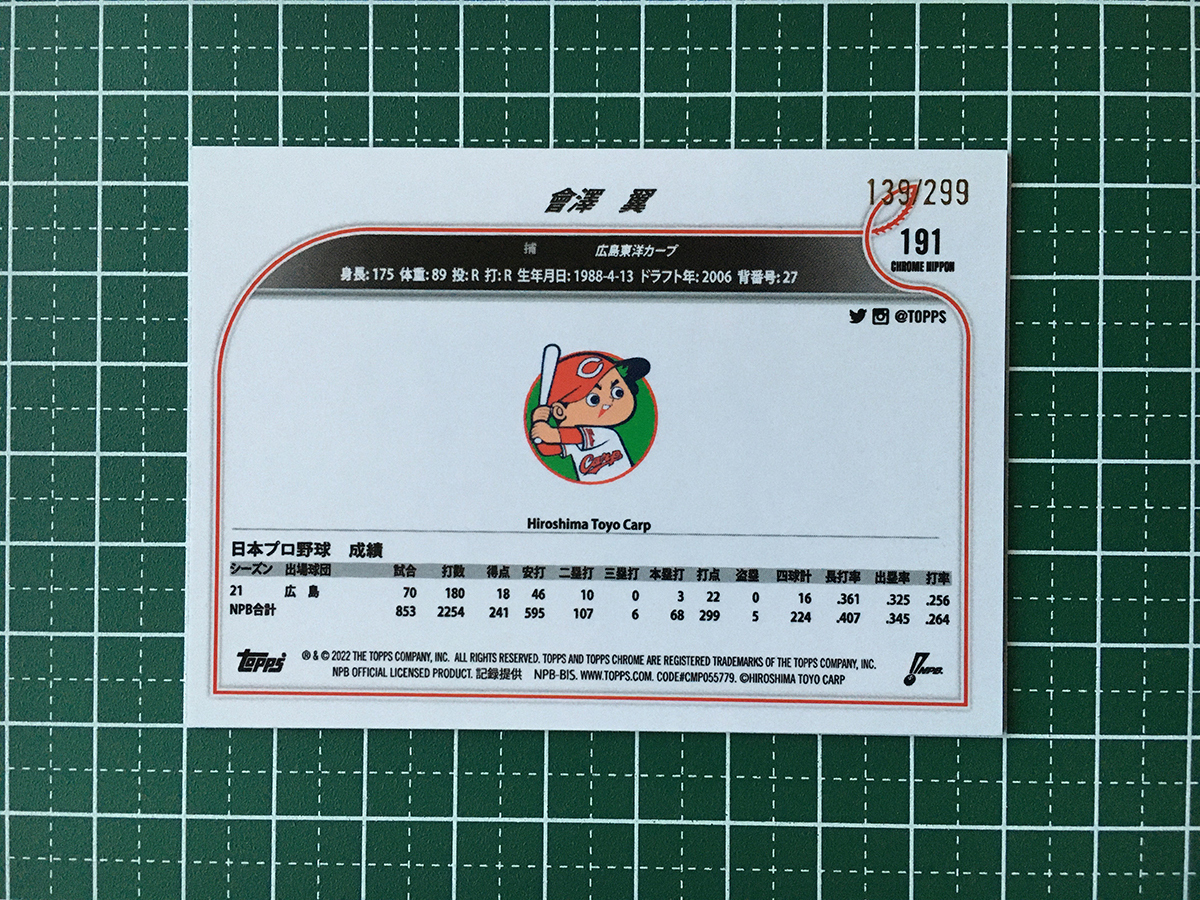 139/299
會澤 翼
191
CHROME NIPPON
捕 広島東洋カープ
身長: 175 体重: 89 投: R 打: R 生年月日: 1988-4-13 ドラフト年: 2006 背番号: 27
@TOPPS
C
Carp
Hiroshima Toyo Carp
日本プロ野球 成績
シーズン 出場球団 試合 打数 得点 安打 二塁打 三塁打 本塁打 打点 盗塁 四球計 長打率 出塁率 打率
21 広島 70 180 18 46 10 0 3 22 0 16 .361 .325 .256
NPB合計 853 2254 241 595 107 6 68 299 5 224 .407 .345 .264
Topps
® & © 2022 THE TOPPS COMPANY, INC. ALL RIGHTS RESERVED. TOPPS AND TOPPS CHROME ARE REGISTERED TRADEMARKS OF THE TOPPS COMPANY, INC.
NPB OFFICIAL LICENSED PRODUCT. 記録提供 NPB-BIS. WWW.TOPPS.COM. CODE#CMP055779. ©HIROSHIMA TOYO CARP
NPB